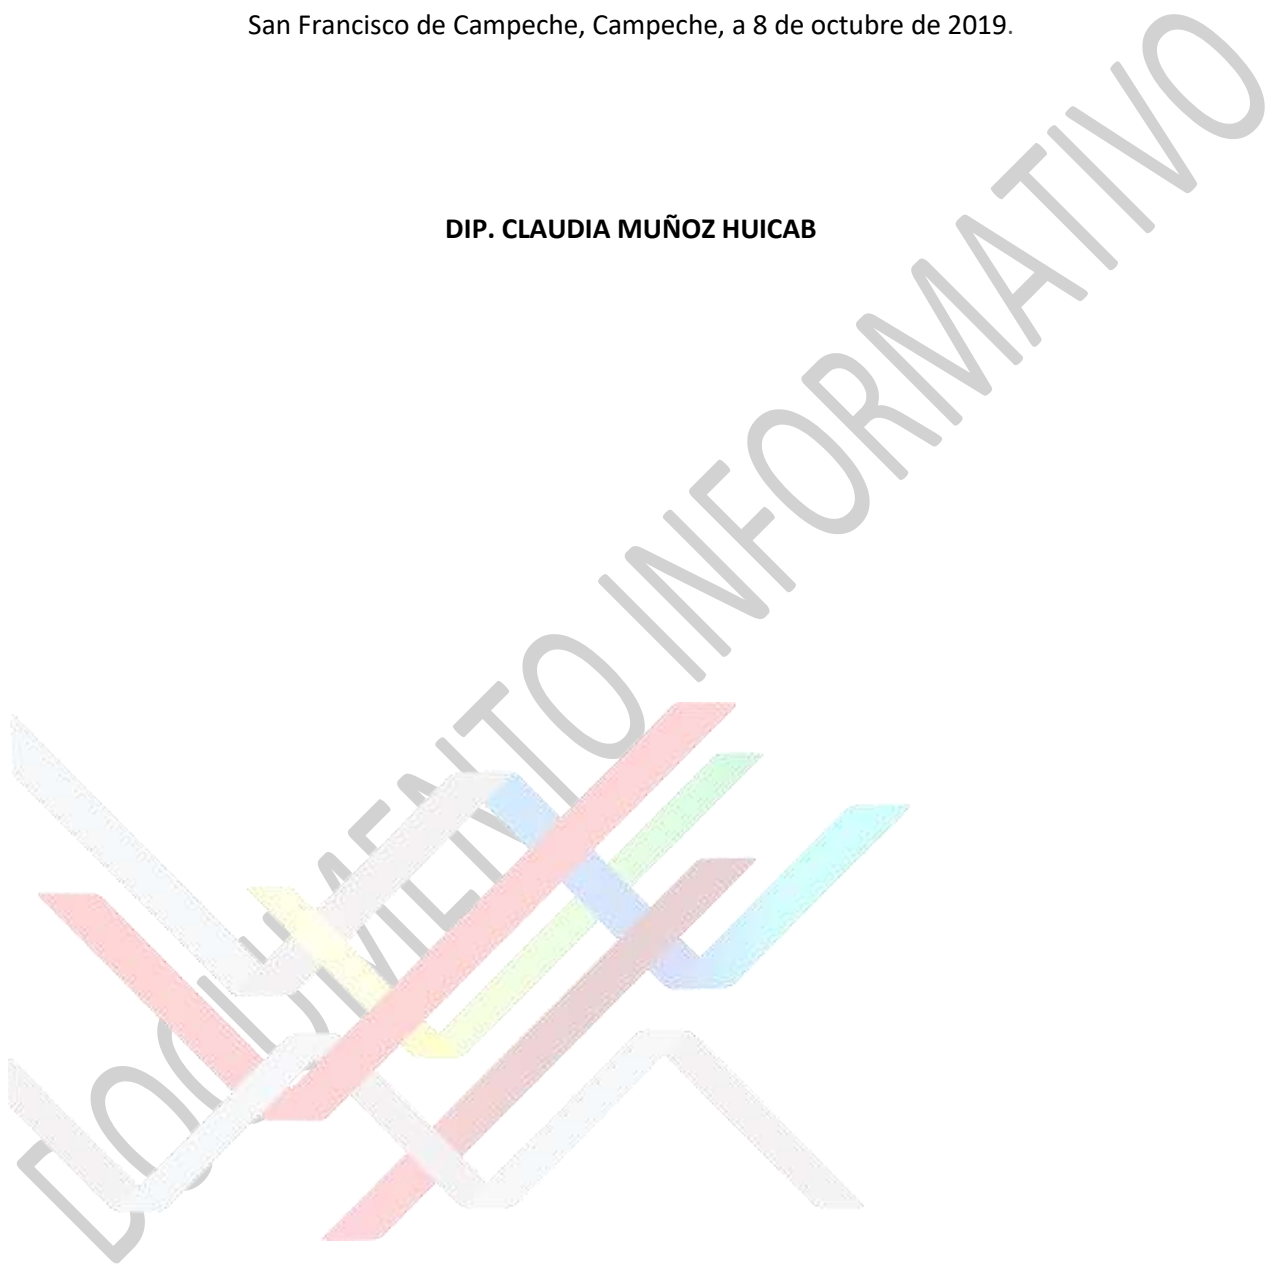 San Francisco de Campeche, Campeche, a 8 de octubre de 2019.
DIP. CLAUDIA MUÑOZ HUICAB
DOCUMENTO INFORMATIVO